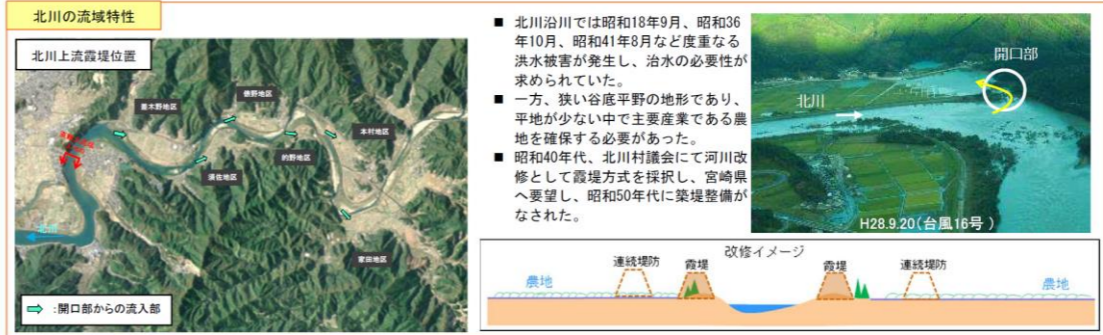 北川の流域特性
北川上流霞堤位置
俵野地区
本村地区
的野地区
須佐地区
家田地区
:開口部からの流入部
■ 北川沿川では昭和18年9月、昭和36
年10月、昭和41年8月など度重なる
洪水被害が発生し、治水の必要性が
求められていた。
■ 一方、狭い谷底平野の地形であり、
平地が少ない中で主要産業である農
地を確保する必要があった。
■ 昭和40年代、北川村議会にて河川改
修として霞堤方式を採択し、宮崎県
へ要望し、昭和50年代に築堤整備が
なされた。
開口部
北川
H28.9.20(台風16号)
改修イメージ
連続堤防
霞堤
霞堤
連続堤防
農地
農地